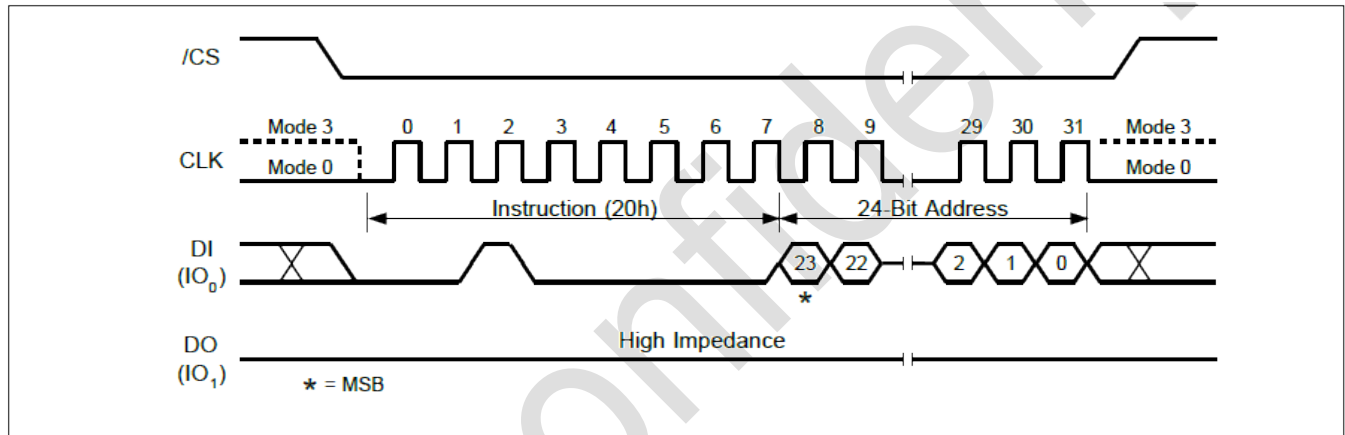 /CS
Mode 3 0 1 2 3 4 5 6 7 8 9 29 30 31 Mode 3
CLK
Mode 0 Mode 0
Instruction (20h) 24-Bit Address
DI
(IO0)
23 22 2 1 0
*
High Impedance
DO
(IO1)
* = MSB